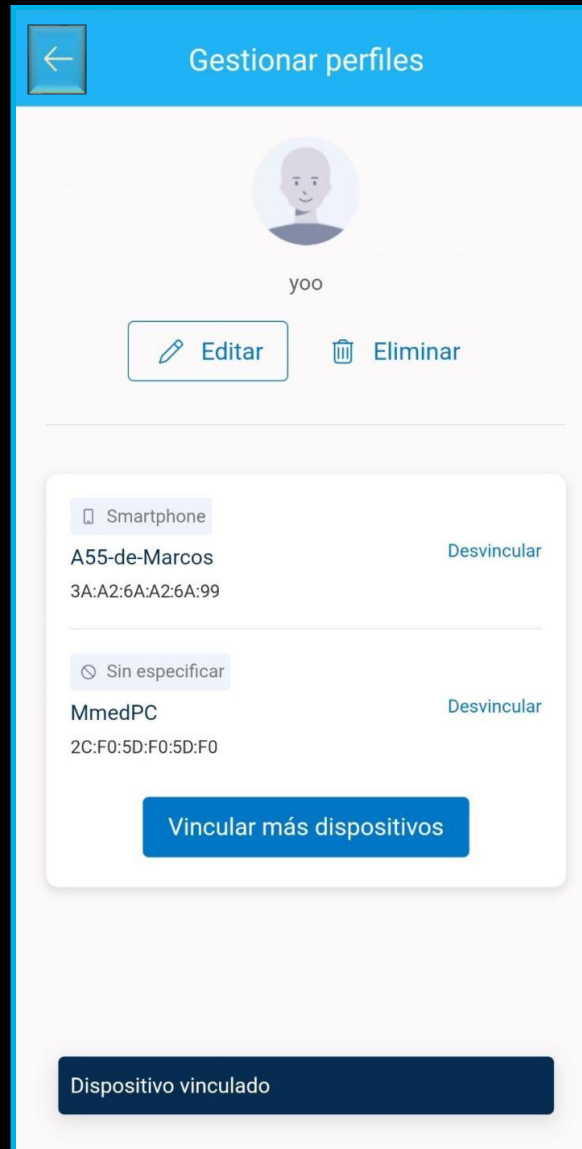 Gestionar perfiles
yoo
Editar
Eliminar
Smartphone
A55-de-Marcos
Desvincular
3A:A2:6A:A2:6A:99
Sin especificar
MmedPC
Desvincular
2C:F0:5D:F0:5D:F0
Vincular más dispositivos
Dispositivo vinculado